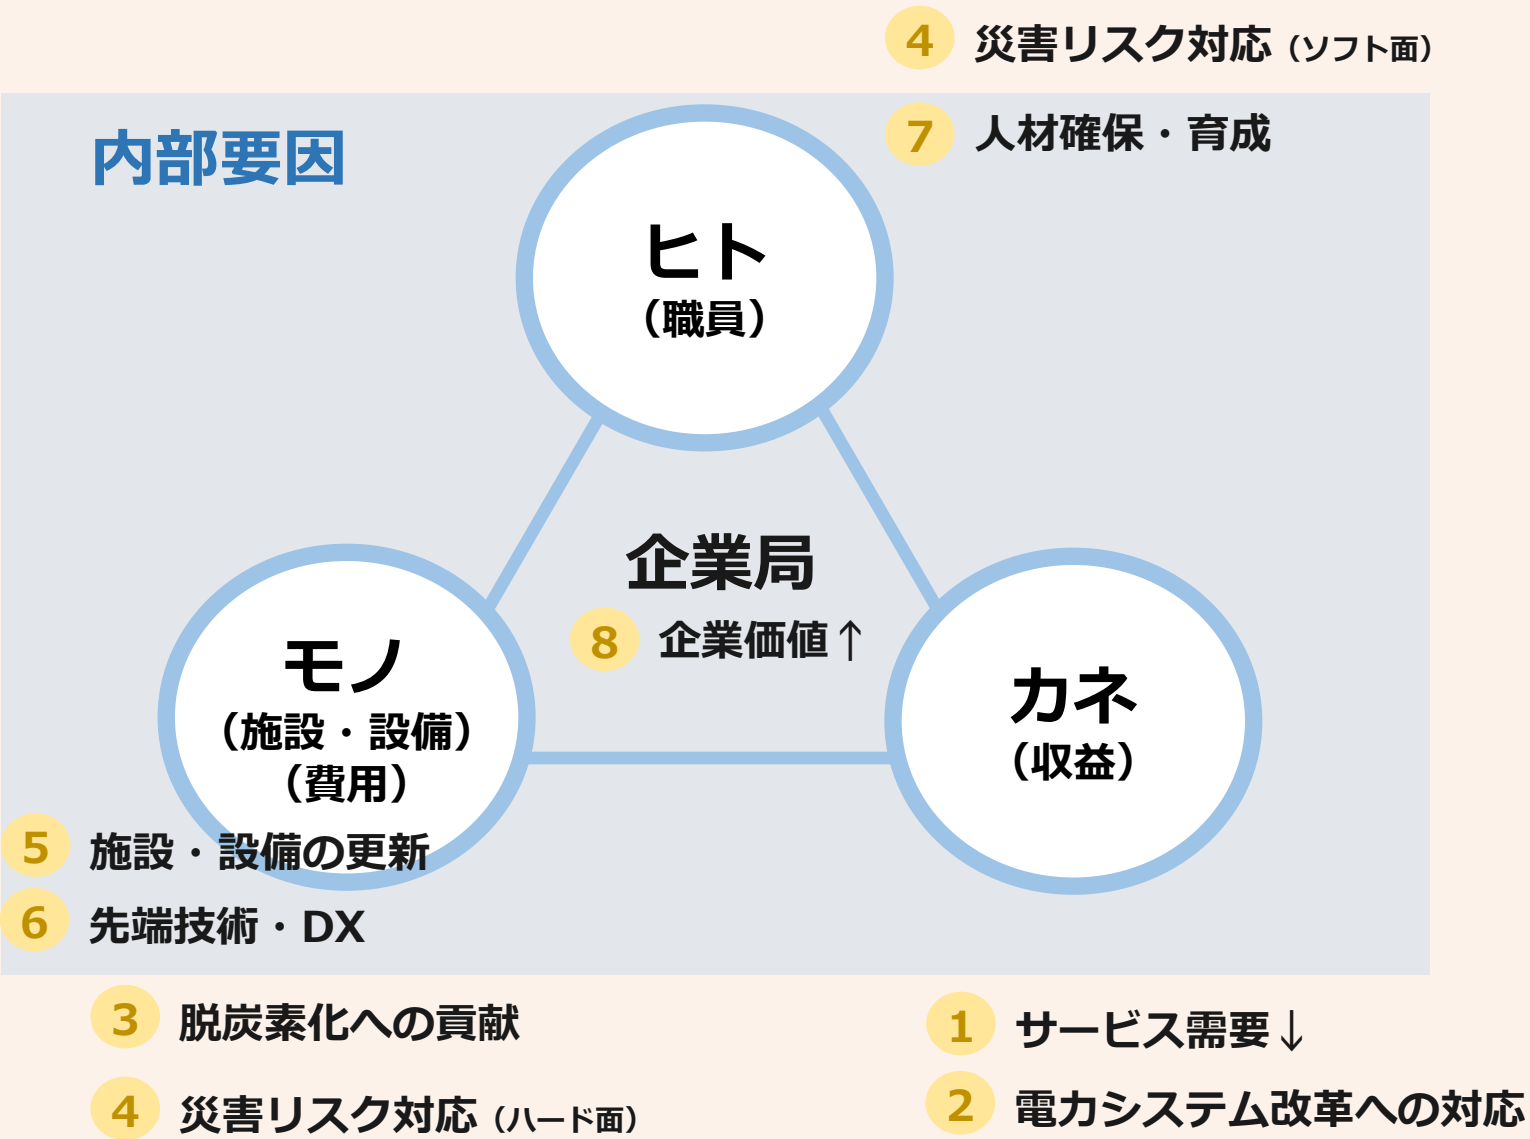 4 災害リスク対応（ソフト面）
内部要因
7 人材確保・育成
ヒト
（職員）
企業局
8 企業価値↑
モノ
（施設・設備）
（費用）
カネ
（収益）
5 施設・設備の更新
6 先端技術・DX
3 脱炭素化への貢献
1 サービス需要↓
4 災害リスク対応（ハード面）
2 電力システム改革への対応